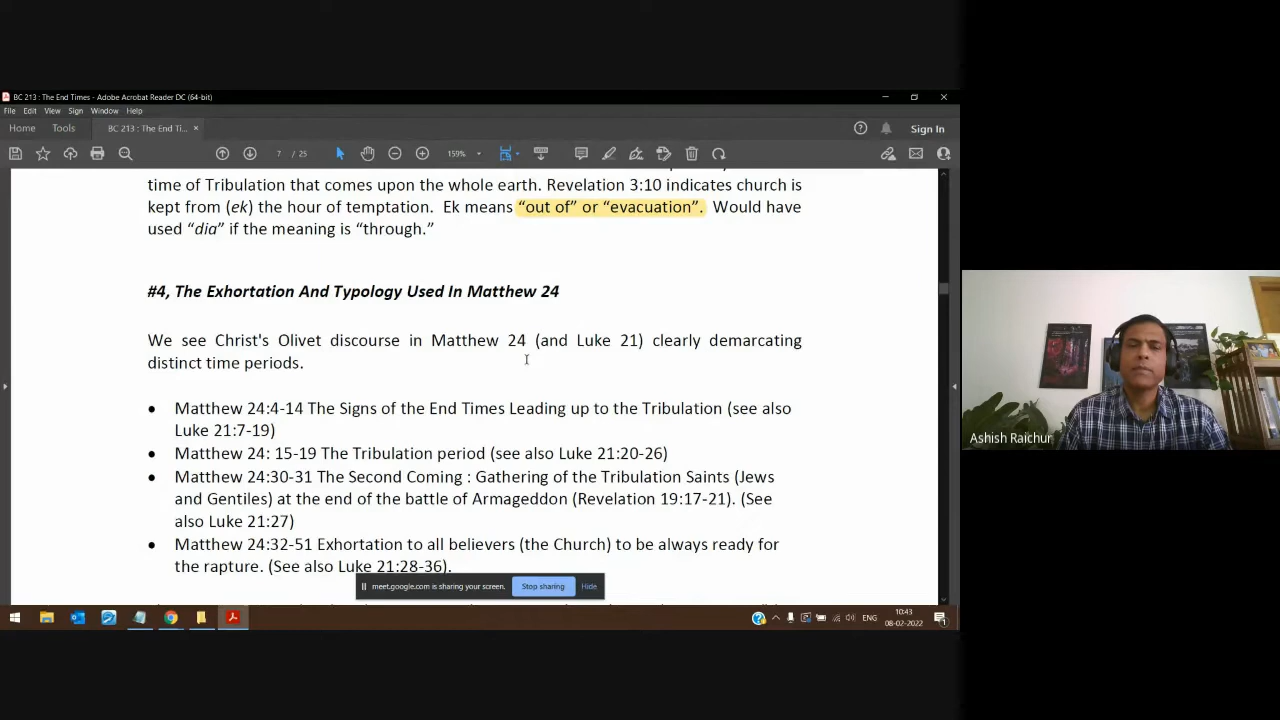 BC 213 : The End Times - Adobe Acrobat Reader DC (64-bit)
File Edit View Sign Window Help
Home Tools BC 213 : The End Ti... × Sign In
7 / 25 159%
time of Tribulation that comes upon the whole earth. Revelation 3:10 indicates church is
kept from (ek) the hour of temptation. Ek means “out of” or “evacuation”. Would have
used “dia” if the meaning is “through.”
#4, The Exhortation And Typology Used In Matthew 24
We see Christ's Olivet discourse in Matthew 24 (and Luke 21) clearly demarcating
distinct time periods.
• Matthew 24:4-14 The Signs of the End Times Leading up to the Tribulation (see also
Luke 21:7-19)
• Matthew 24: 15-19 The Tribulation period (see also Luke 21:20-26)
• Matthew 24:30-31 The Second Coming : Gathering of the Tribulation Saints (Jews
and Gentiles) at the end of the battle of Armageddon (Revelation 19:17-21). (See
also Luke 21:27)
• Matthew 24:32-51 Exhortation to all believers (the Church) to be always ready for
the rapture. (See also Luke 21:28-36).
meet.google.com is sharing your screen. Stop sharing Hide
ENG 10:43
08-02-2022
Ashish Raichur